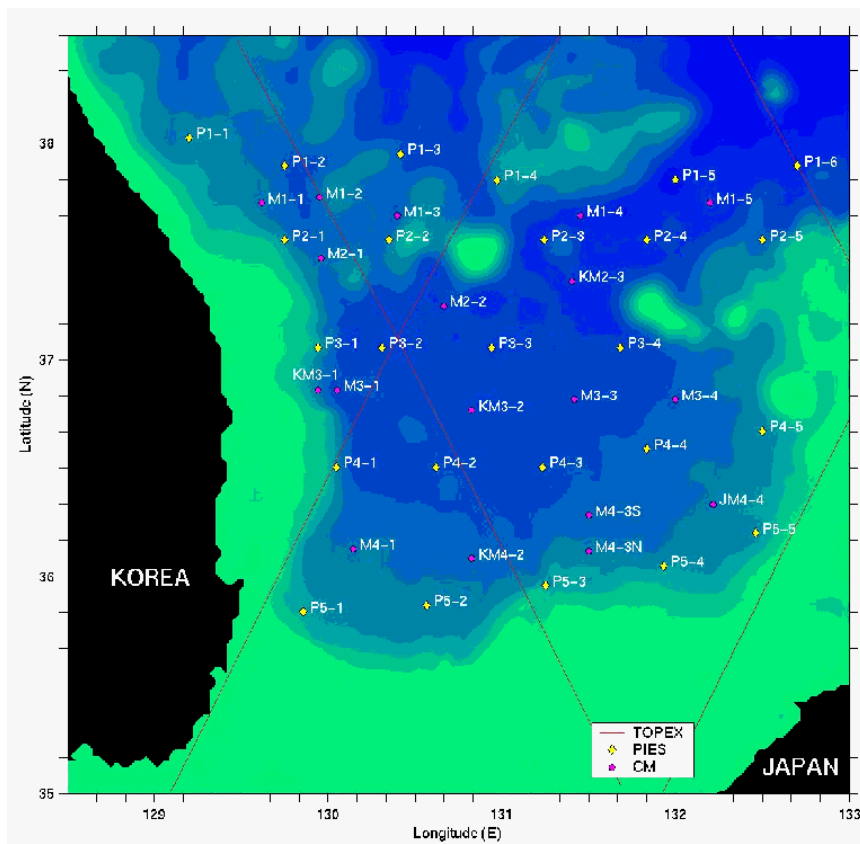 38
P1-1
P1-2
P1-3
P1-4
P1-5
P1-6
M1-1
M1-2
M1-3
M1-4
M1-5
P2-1
P2-2
P2-3
P2-4
P2-5
M2-1
KM2-3
M2-2
37
P3-1
P3-2
P3-3
P3-4
KM3-1
M3-1
KM3-2
M3-3
M3-4
P4-5
Latitude (N)
P4-1
P4-2
P4-3
P4-4
M4-3S
JM4-4
M4-1
KM4-2
M4-3N
P5-5
36
KOREA
P5-4
P5-3
P5-1
P5-2
TOPEX
PIES
CM
JAPAN
35
129
130
131
132
133
Longitude (E)